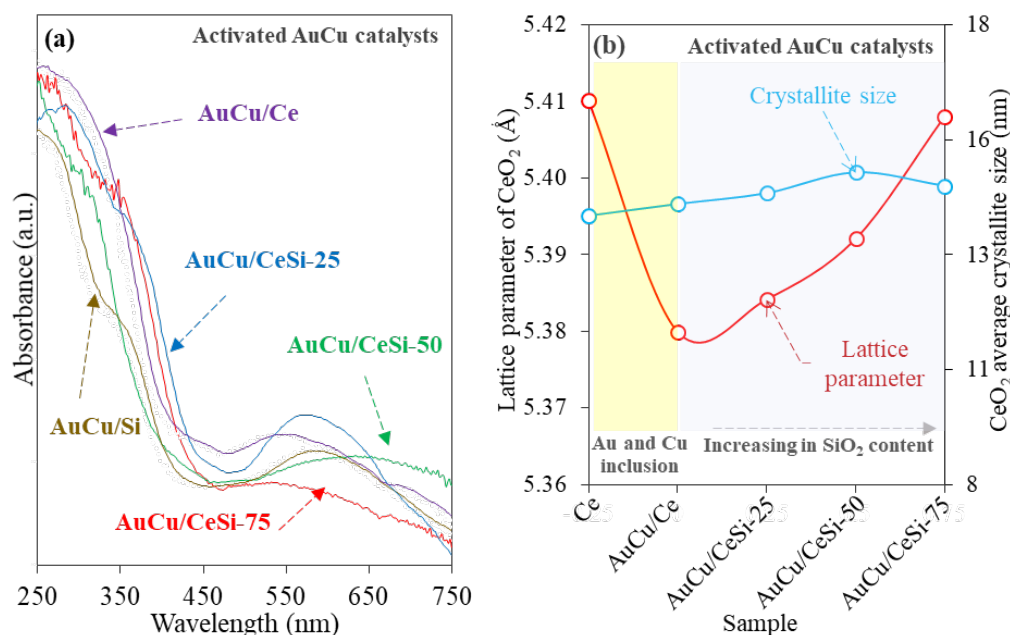 (a)
Activated AuCu catalysts
AuCu/Ce
AuCu/CeSi-25
AuCu/CeSi-50
AuCu/Si
AuCu/CeSi-75
Absorbance (a.u.)
250 350 450 550 650 750
Wavelength (nm)
(b)
Activated AuCu catalysts
Crystallite size
Lattice
parameter
Au and Cu
inclusion
Increasing in SiO₂ content
Lattice parameter of CeO₂ (Å)
5.42
5.41
5.40
5.39
5.38
5.37
5.36
CeO₂ average crystallite size (nm)
18
16
13
11
8
Ce
AuCu/Ce
AuCu/CeSi-25
AuCu/CeSi-50
AuCu/CeSi-75
Sample